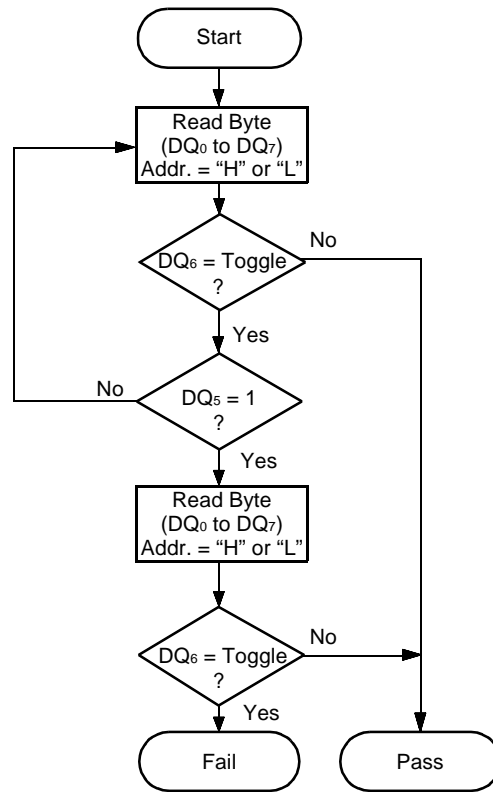 Start
Read Byte
(DQ0 to DQ7)
Addr. = “H” or “L”
No
DQ6 = Toggle
?
Yes
No
DQ5 = 1
?
Yes
Read Byte
(DQ0 to DQ7)
Addr. = “H” or “L”
No
DQ6 = Toggle
?
Yes
Fail
Pass